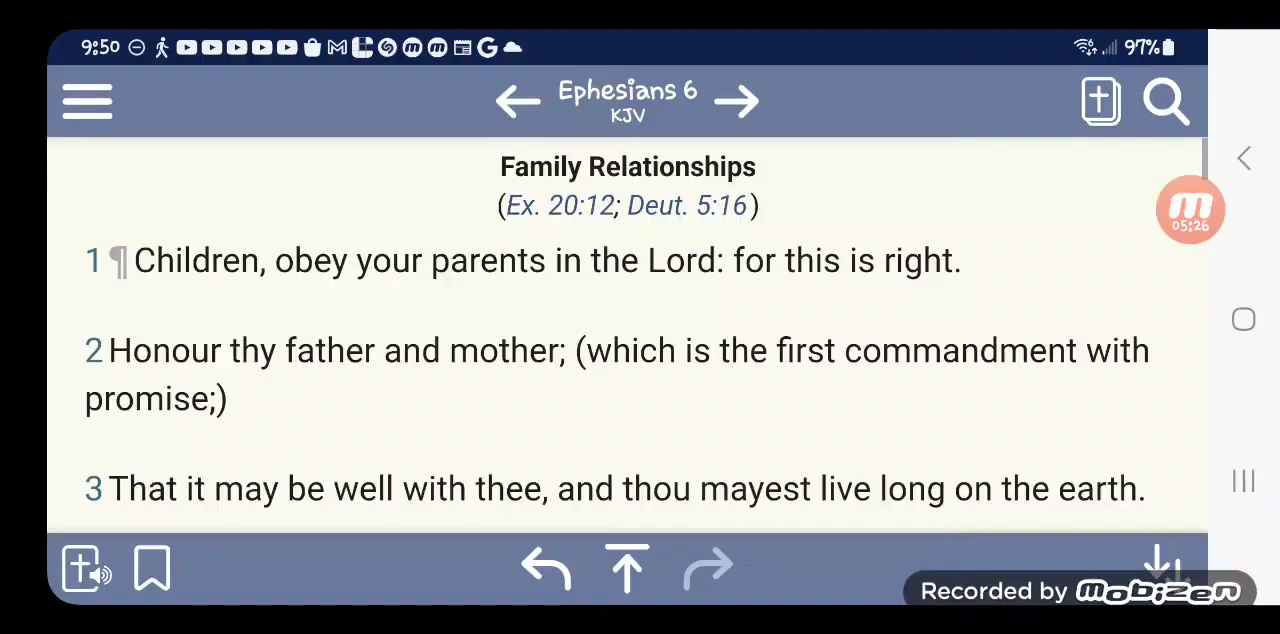 9:50
97%
Ephesians 6
KJV
Family Relationships
(Ex. 20:12; Deut. 5:16)
05:26
1 ¶ Children, obey your parents in the Lord: for this is right.
2 Honour thy father and mother; (which is the first commandment with
promise;)
3 That it may be well with thee, and thou mayest live long on the earth.
Recorded by mobizen